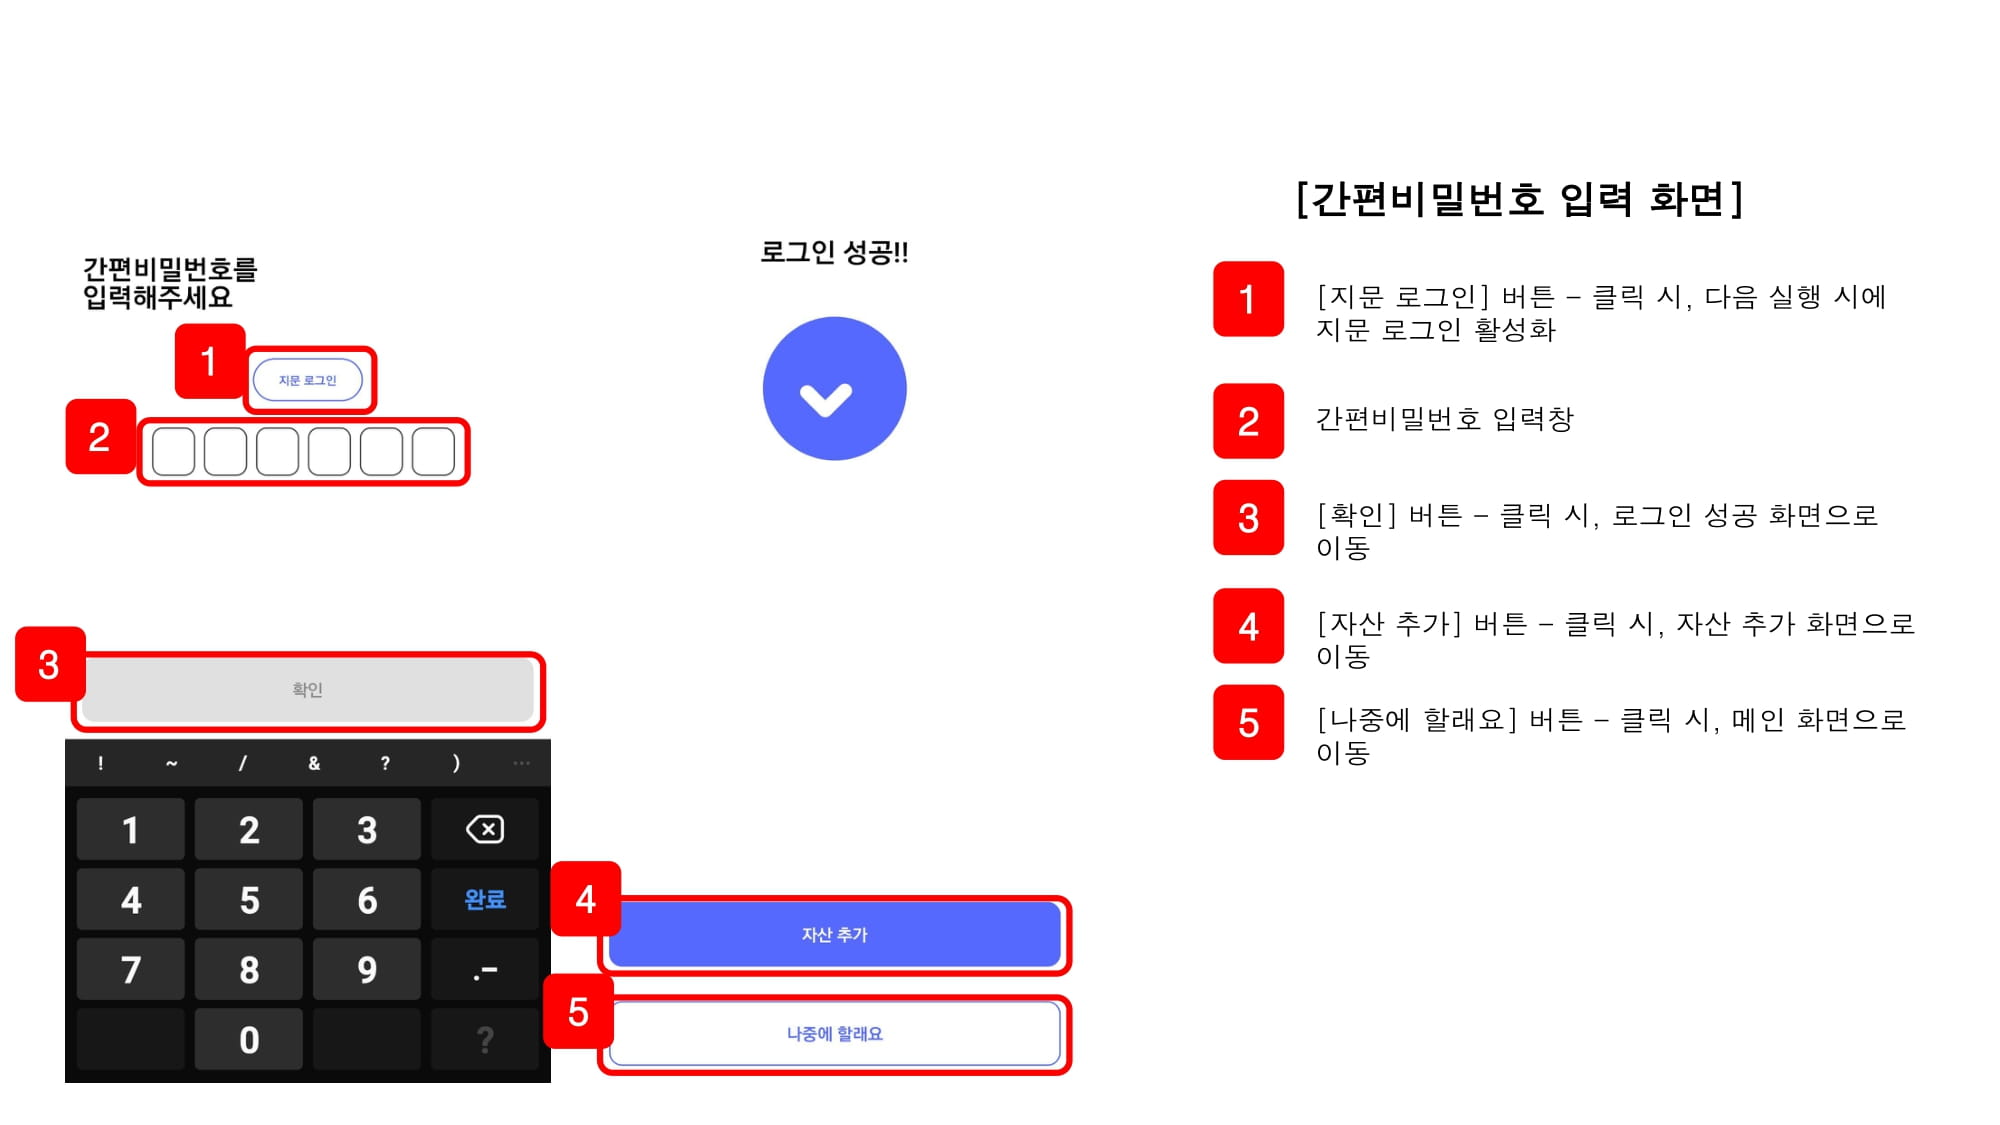 간편비밀번호를
입력해주세요
1
지문 로그인
2
3
확인
! ~ / & ? ) ...
1 2 3
4 5 6 완료
7 8 9 .-
0 ?
로그인 성공!!
4
자산 추가
5
나중에 할래요
[간편비밀번호 입력 화면]
1
[지문 로그인] 버튼 – 클릭 시, 다음 실행 시에
지문 로그인 활성화
2
간편비밀번호 입력창
3
[확인] 버튼 – 클릭 시, 로그인 성공 화면으로
이동
4
[자산 추가] 버튼 – 클릭 시, 자산 추가 화면으로
이동
5
[나중에 할래요] 버튼 – 클릭 시, 메인 화면으로
이동